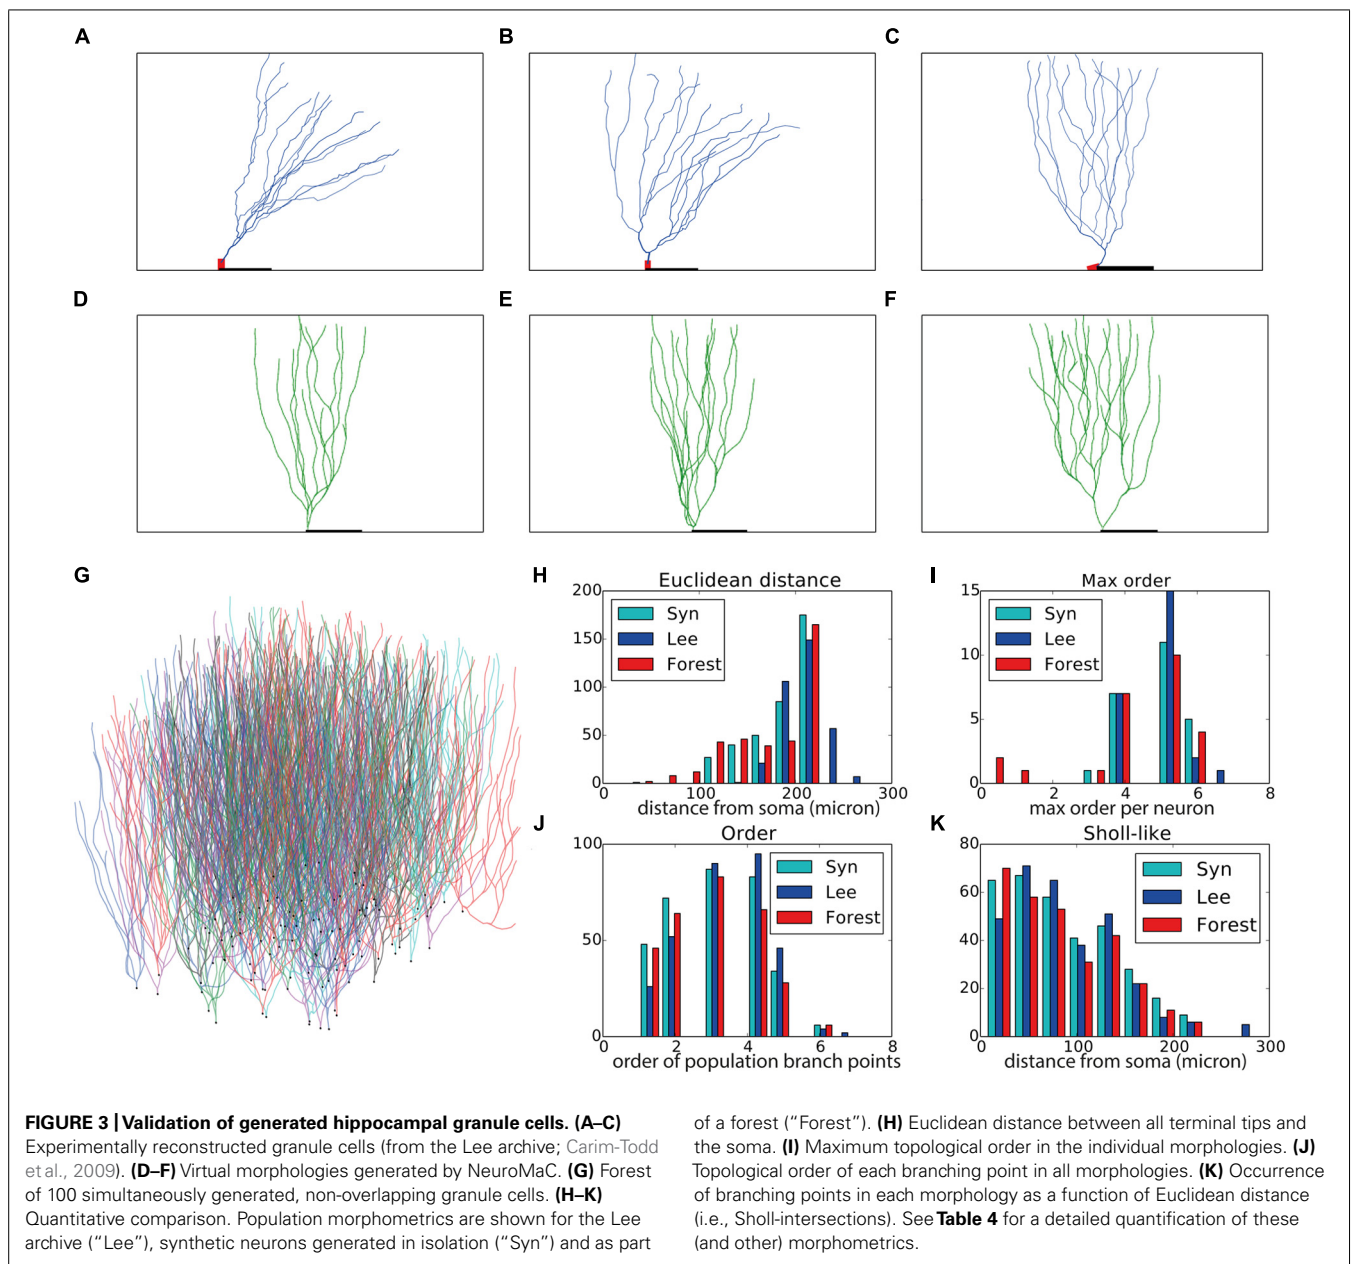 A
B
C
D
E
F
G
H
Euclidean distance
200
150
100
50
0
Syn
Lee
Forest
100
200
300
distance from soma (micron)
I
Max order
15
10
5
0
Syn
Lee
Forest
2
4
6
8
max order per neuron
J
Order
100
50
0
Syn
Lee
Forest
0
2
4
6
8
order of population branch points
K
Sholl-like
80
60
40
20
0
Syn
Lee
Forest
0
100
200
300
distance from soma (micron)
FIGURE 3 | Validation of generated hippocampal granule cells. (A–C)
Experimentally reconstructed granule cells (from the Lee archive; Carim-Todd
et al., 2009). (D–F) Virtual morphologies generated by NeuroMaC. (G) Forest
of 100 simultaneously generated, non-overlapping granule cells. (H–K)
Quantitative comparison. Population morphometrics are shown for the Lee
archive (“Lee”), synthetic neurons generated in isolation (“Syn”) and as part
of a forest (“Forest”). (H) Euclidean distance between all terminal tips and
the soma. (I) Maximum topological order in the individual morphologies. (J)
Topological order of each branching point in all morphologies. (K) Occurrence
of branching points in each morphology as a function of Euclidean distance
(i.e., Sholl-intersections). See Table 4 for a detailed quantification of these
(and other) morphometrics.